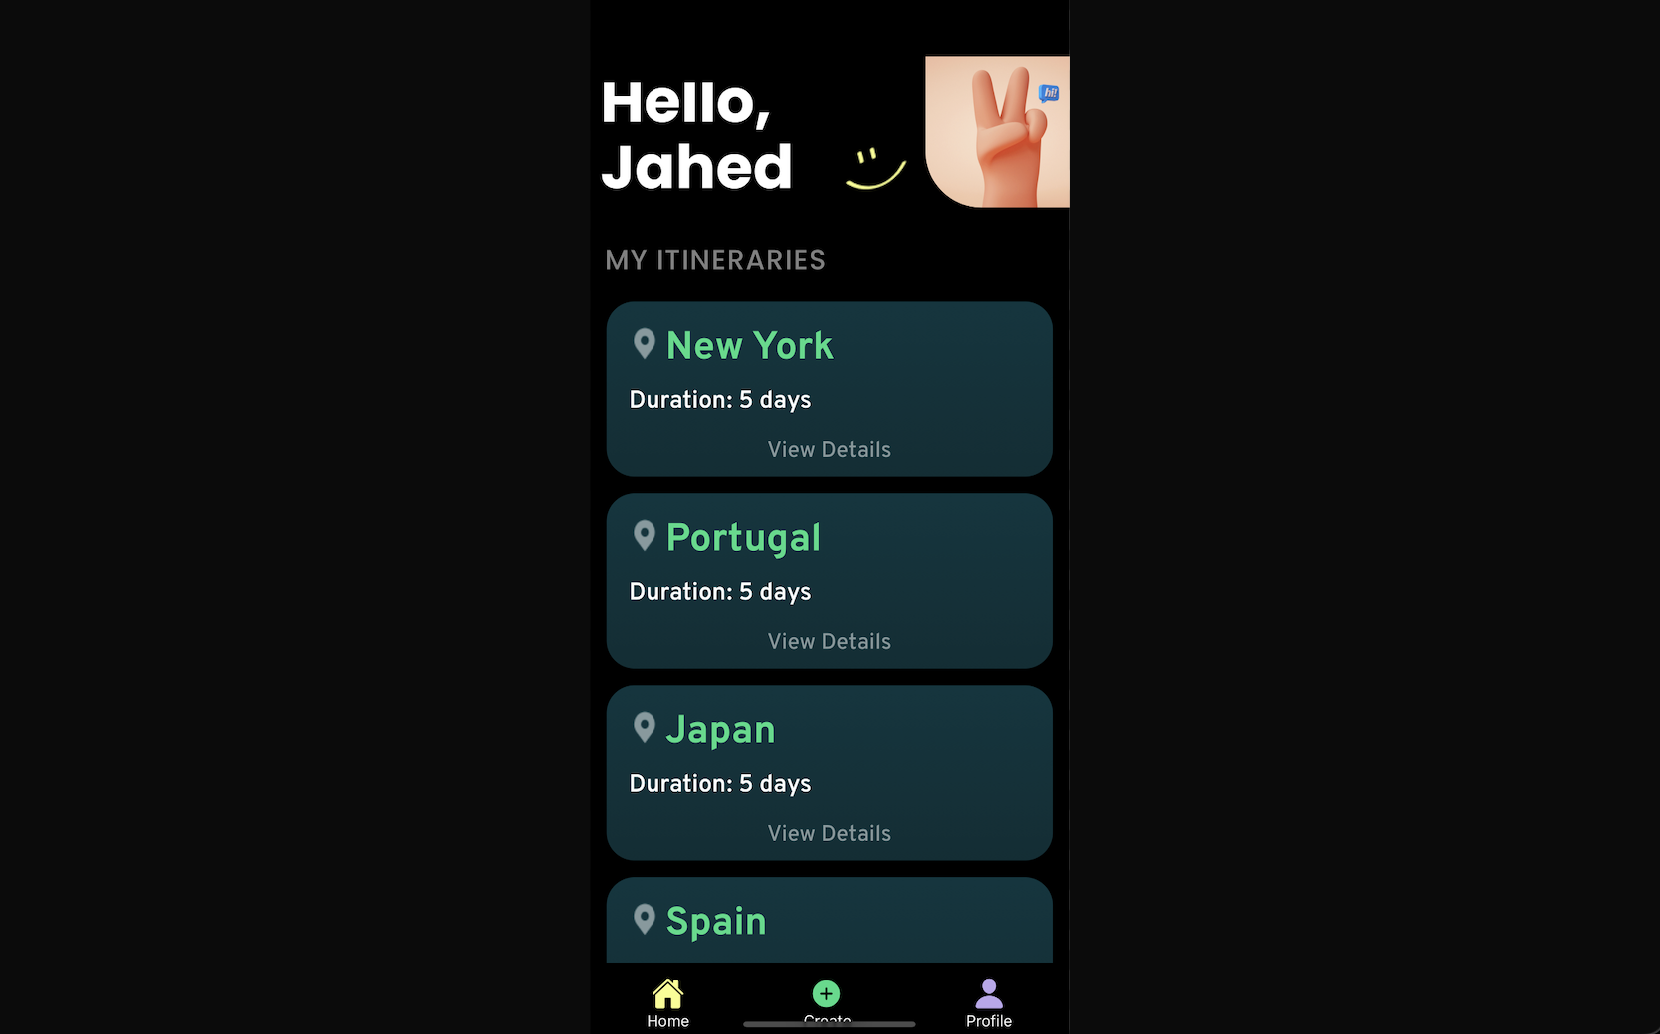 Hello,
Jahed
hi!
MY ITINERARIES
New York
Duration: 5 days
View Details
Portugal
Duration: 5 days
View Details
Japan
Duration: 5 days
View Details
Spain
Home
Create
Profile